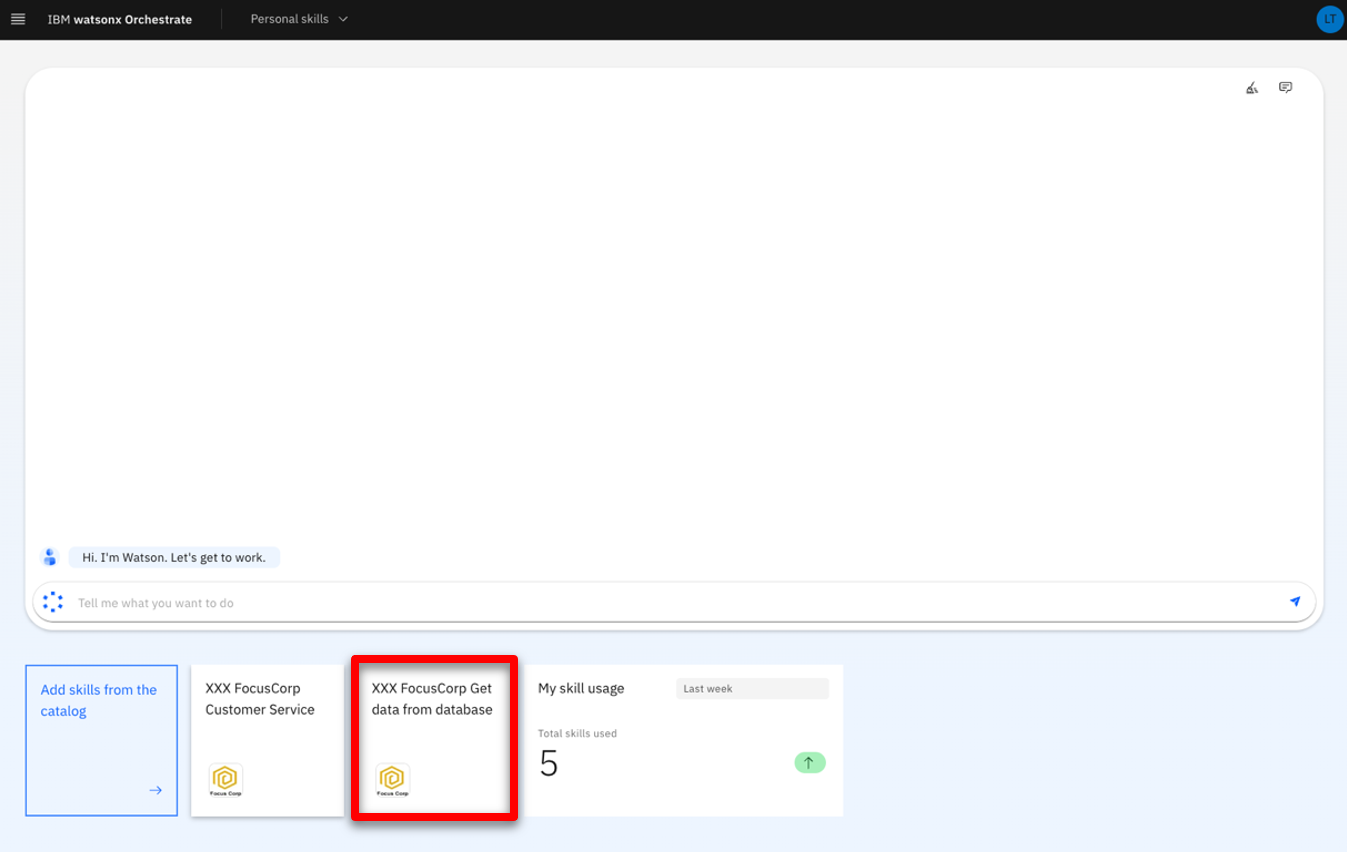 IBM watsonx Orchestrate
Personal skills
LT
Hi. I'm Watson. Let's get to work.
Tell me what you want to do
Add skills from the
catalog
XXX FocusCorp
Customer Service
Focus Corp
XXX FocusCorp Get
data from database
Focus Corp
My skill usage
Last week
Total skills used
5